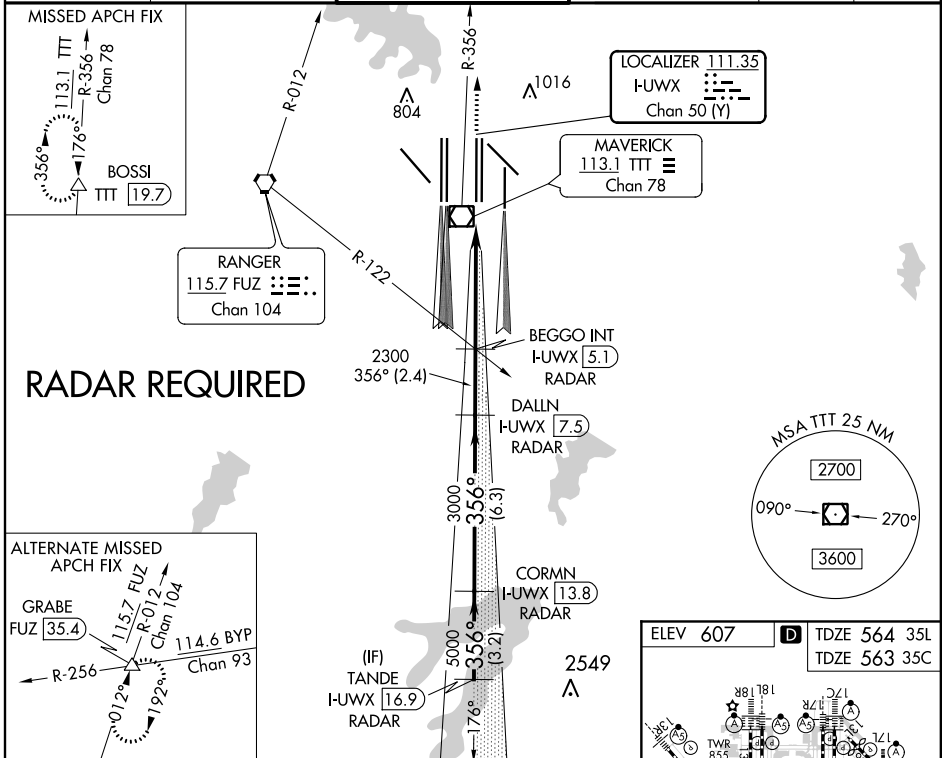 MISSED APCH FIX
113.1 TTT
R-356
Chan 78
356°
176°
BOSSI
TTT 19.7
R-012
R-356
804
1016
LOCALIZER 111.35
I-UWX
Chan 50 (Y)
MAVERICK
113.1 TTT
Chan 78
RANGER
115.7 FUZ
Chan 104
R-122
BEGGO INT
I-UWX 5.1
RADAR
2300
356° (2.4)
RADAR REQUIRED
DALLN
I-UWX 7.5
RADAR
MSA TTT 25 NM
2700
090°
270°
3600
3000
356°
(6.3)
CORMN
I-UWX 13.8
RADAR
5000
356°
(3.2)
(IF)
TANDE
I-UWX 16.9
RADAR
176°
2549
ALTERNATE MISSED
APCH FIX
GRABE
FUZ 35.4
115.7 FUZ
R-012
Chan 104
114.6 BYP
Chan 93
R-256
012°
192°
ELEV 607
D
TDZE 564 35L
TDZE 563 35C
18R
18L
17R
17C
13R
17L
A
A5
A5
A
A5
A
P
P
P
TWR
855